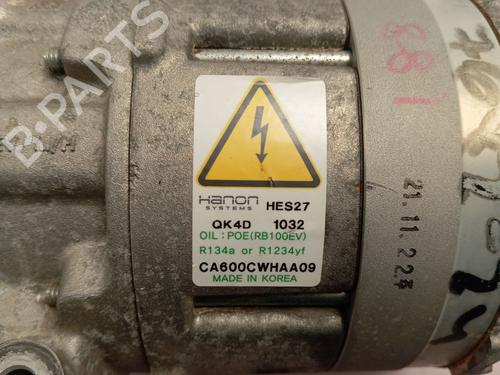 B-PARTS
Hanon
SYSTEMS
HES27
QK4D 1032
OIL : POE(RB100EV)
R134a or R1234yf
CA600CWHAA09
MADE IN KOREA
21.11.22